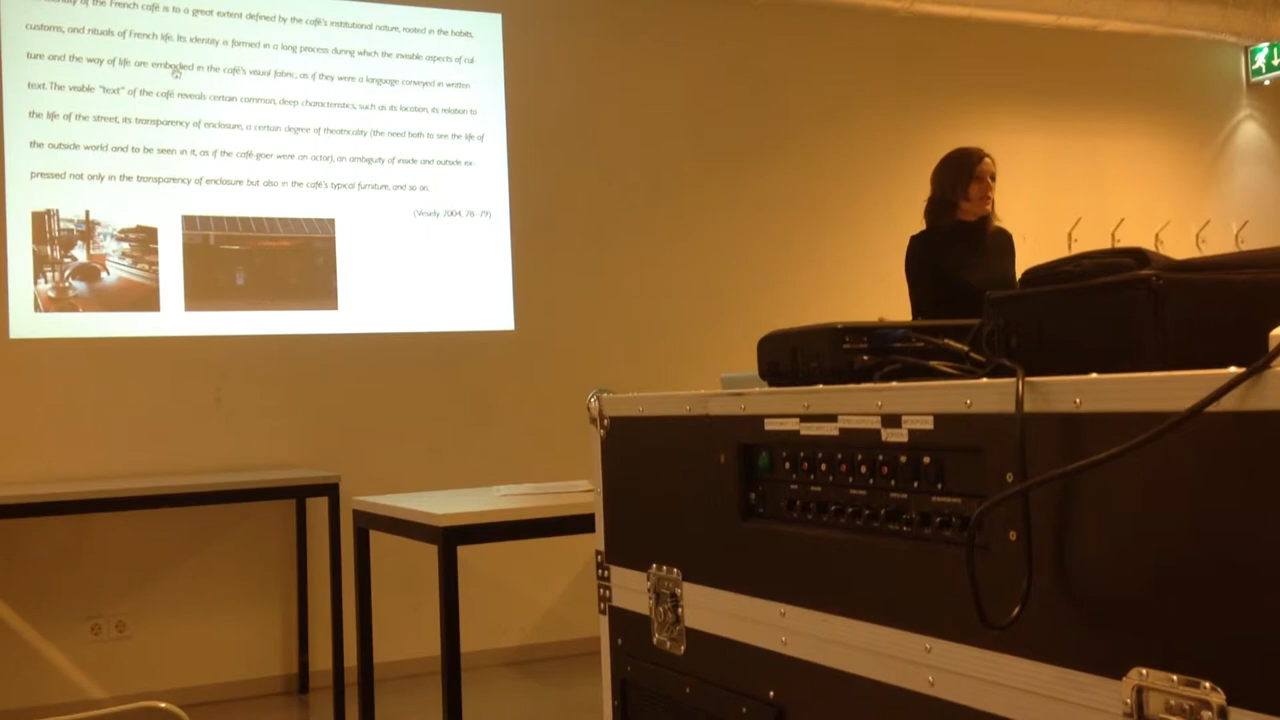 of the French café is to a great extent defined by the café's institutional nature, rooted in the habits,
customs, and rituals of French life. Its identity is formed in a long process during which the invisible aspects of cul-
ture and the way of life are embodied in the café's visual fabric, as if they were a language conveyed in written
text. The visible "text" of the café reveals certain common, deep characteristics, such as its location, its relation to
the life of the street, its transparency of enclosure, a certain degree of theatricality (the need both to see the life of
the outside world and to be seen in it, as if the café-goer were an actor), an ambiguity of inside and outside ex-
pressed not only in the transparency of enclosure but also in the café's typical furniture, and so on.
(Vesely 2004, 78-79)